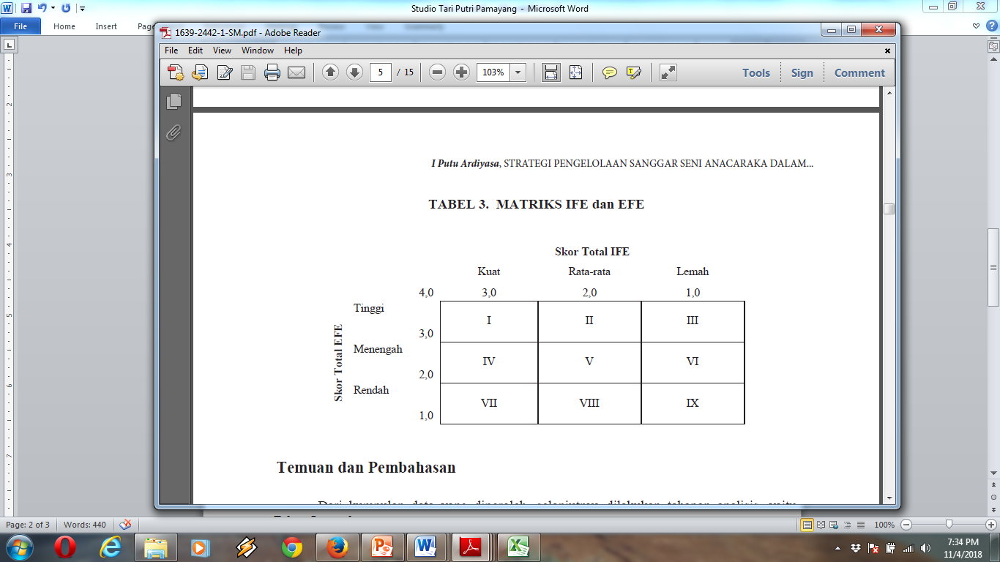 Studio Tari Putri Pamayang - Microsoft Word
File Home Insert
1639-2442-1-SM.pdf - Adobe Reader
File Edit View Window Help
5 / 15 103% Tools Sign Comment
I Putu Ardiyasa, STRATEGI PENGELOLAAN SANGGAR SENI ANACARAKA DALAM...
TABEL 3. MATRIKS IFE dan EFE
Skor Total IFE
Kuat Rata-rata Lemah
4,0 3,0 2,0 1,0
Tinggi
I II III
3,0
Skor Total EFE
Menengah
IV V VI
2,0
Rendah
VII VIII IX
1,0
Temuan dan Pembahasan
Page: 2 of 3 Words: 440 100%
7:34 PM
11/4/2018